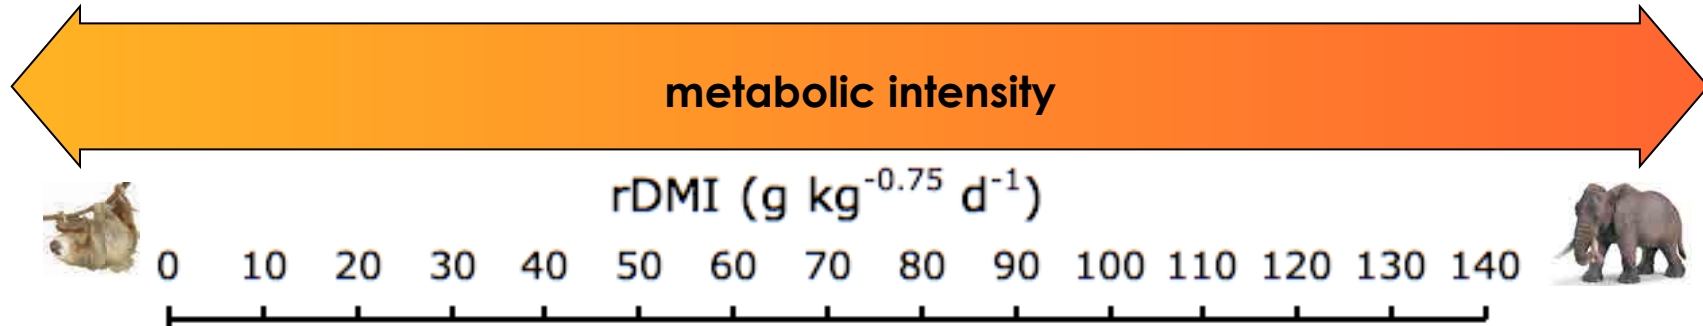 metabolic intensity
rDMI (g kg⁻⁰·⁷⁵ d⁻¹)
0 10 20 30 40 50 60 70 80 90 100 110 120 130 140